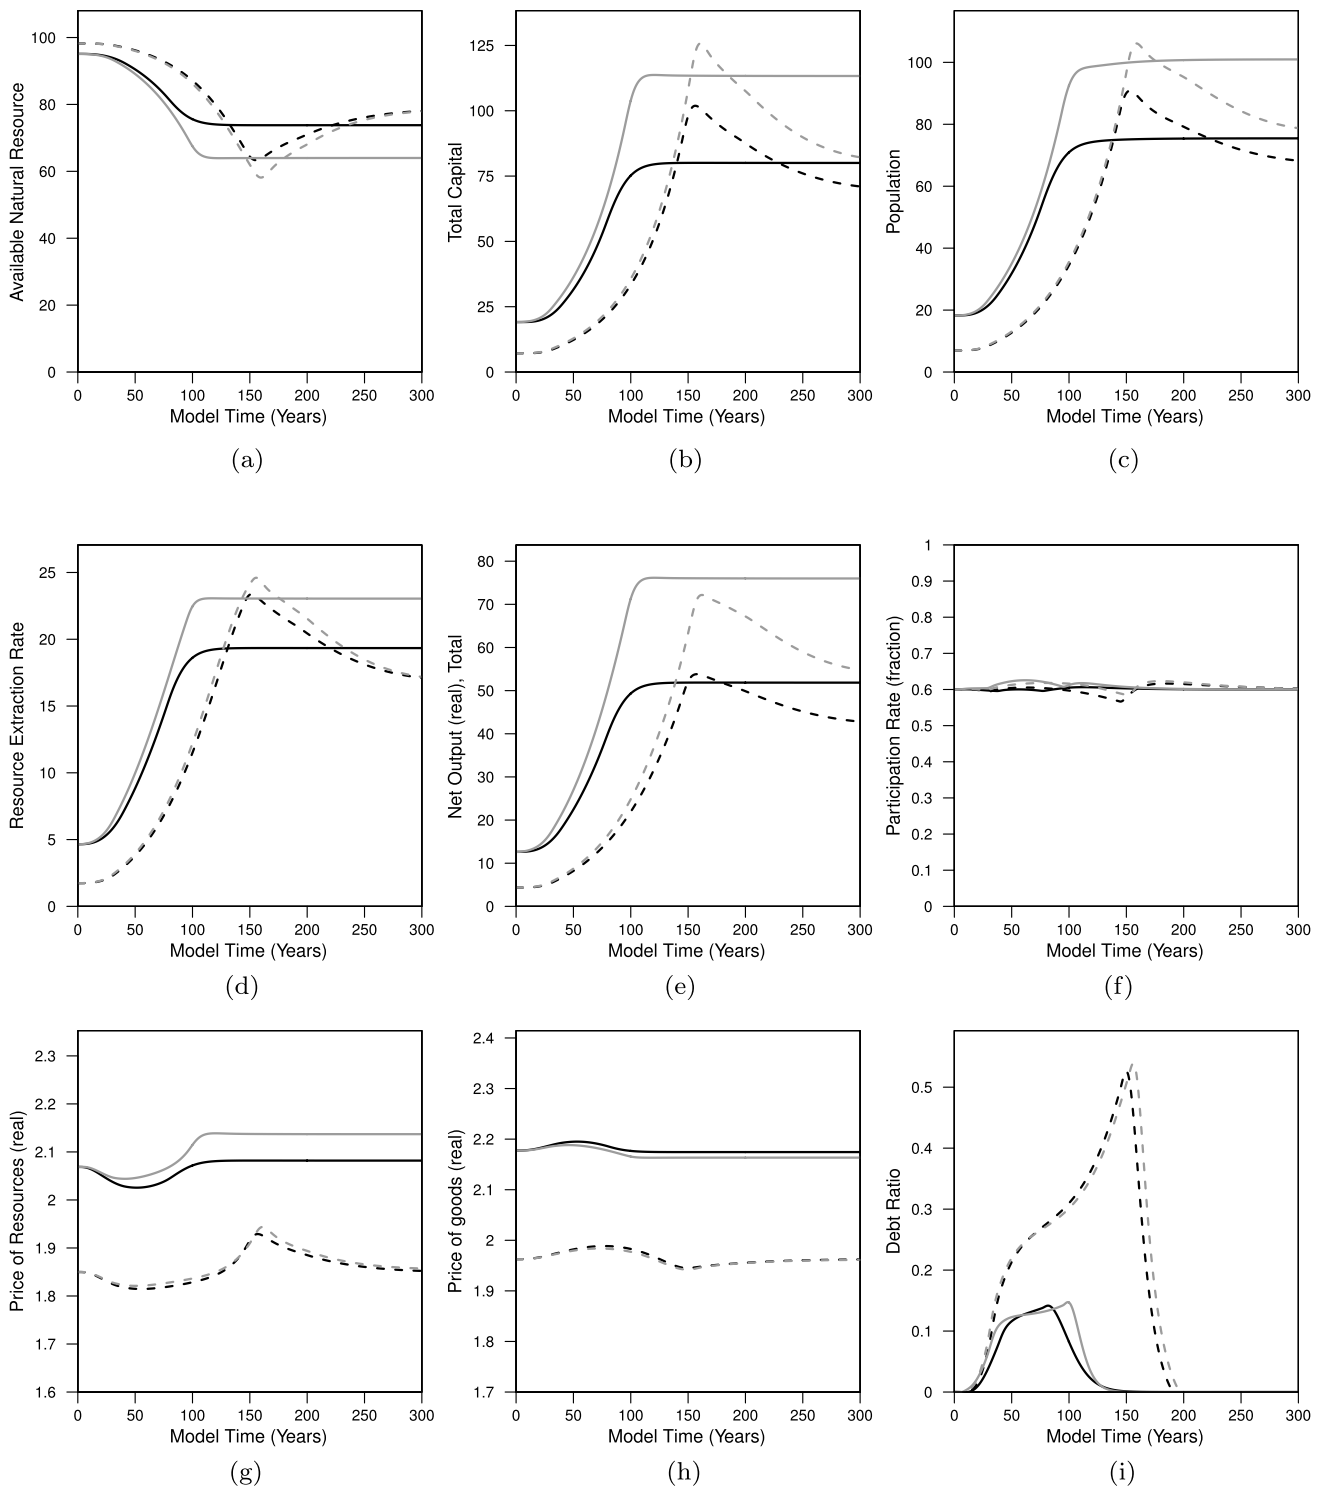 Available Natural Resource
100
80
60
40
20
0
0 50 100 150 200 250 300
Model Time (Years)
(a)
Total Capital
125
100
75
50
25
0
0 50 100 150 200 250 300
Model Time (Years)
(b)
Population
100
80
60
40
20
0
0 50 100 150 200 250 300
Model Time (Years)
(c)
Resource Extraction Rate
25
20
15
10
5
0
0 50 100 150 200 250 300
Model Time (Years)
(d)
Net Output (real), Total
80
70
60
50
40
30
20
10
0
0 50 100 150 200 250 300
Model Time (Years)
(e)
Participation Rate (fraction)
1
0.9
0.8
0.7
0.6
0.5
0.4
0.3
0.2
0.1
0
0 50 100 150 200 250 300
Model Time (Years)
(f)
Price of Resources (real)
2.3
2.2
2.1
2
1.9
1.8
1.7
1.6
0 50 100 150 200 250 300
Model Time (Years)
(g)
Price of goods (real)
2.4
2.3
2.2
2.1
2
1.9
1.8
1.7
0 50 100 150 200 250 300
Model Time (Years)
(h)
Debt Ratio
0.5
0.4
0.3
0.2
0.1
0
0 50 100 150 200 250 300
Model Time (Years)
(i)